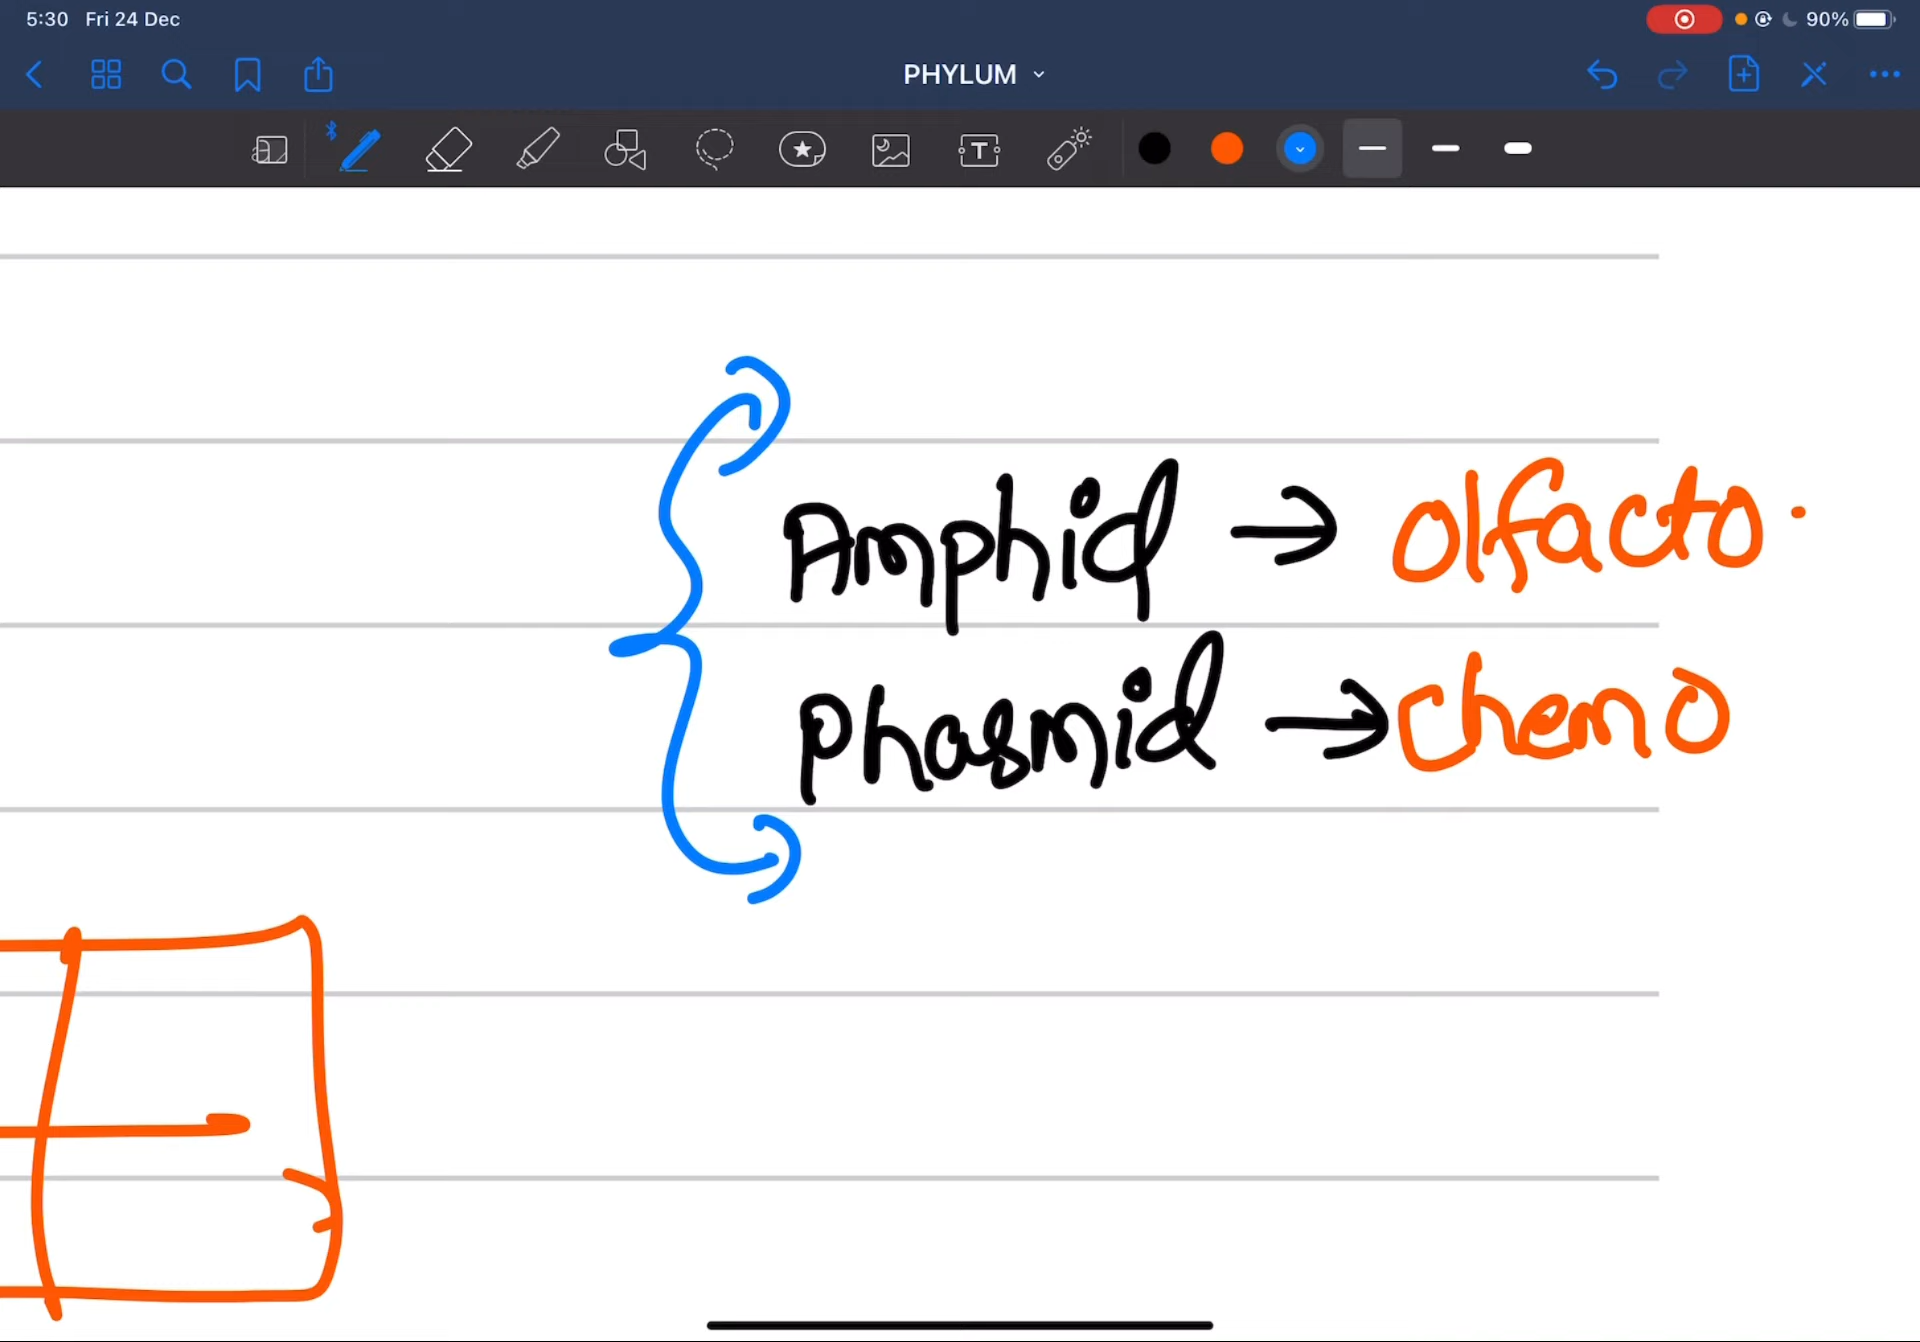 5:30 Fri 24 Dec
90%
PHYLUM
T
Amphid → olfacto.
Phasmid → chemo